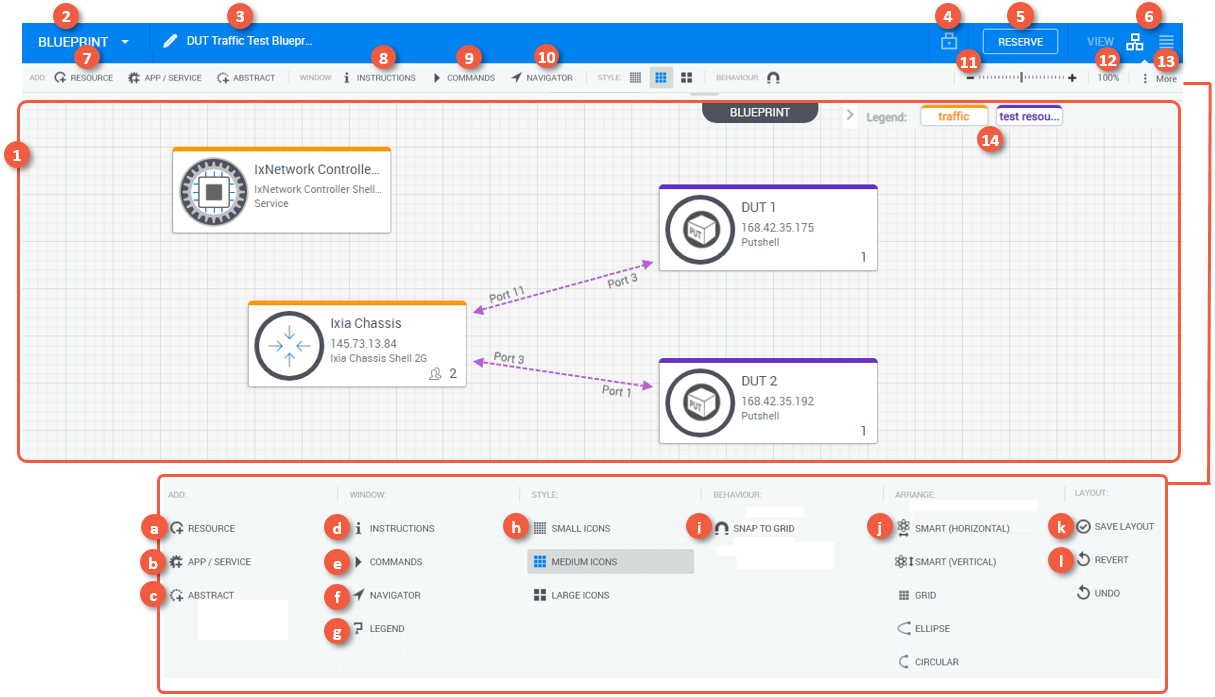 2
3
4
5
6
BLUEPRINT
DUT Traffic Test Bluepr...
RESERVE
VIEW
7
8
9
10
11
12
13
ADD:
RESOURCE
APP / SERVICE
ABSTRACT
WINDOW:
INSTRUCTIONS
COMMANDS
NAVIGATOR
STYLE:
BEHAVIOUR:
100%
More
1
BLUEPRINT
Legend:
traffic
test resou...
14
IxNetwork Controlle...
IxNetwork Controller Shell...
Service
DUT 1
168.42.35.175
Putshell
1
PUT
Port 11
Port 3
Ixia Chassis
145.73.13.84
Ixia Chassis Shell 2G
2
Port 3
Port 1
DUT 2
168.42.35.192
Putshell
1
PUT
ADD:
a
RESOURCE
b
APP / SERVICE
c
ABSTRACT
WINDOW:
d
INSTRUCTIONS
e
COMMANDS
f
NAVIGATOR
g
LEGEND
STYLE:
h
SMALL ICONS
MEDIUM ICONS
LARGE ICONS
BEHAVIOUR:
i
SNAP TO GRID
ARRANGE:
j
SMART (HORIZONTAL)
SMART (VERTICAL)
GRID
ELLIPSE
CIRCULAR
LAYOUT:
k
SAVE LAYOUT
l
REVERT
UNDO